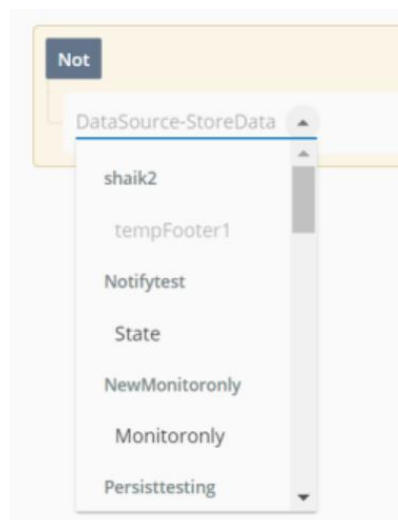 Not
DataSource-StoreData
shaik2
tempFooter1
Notifytest
State
NewMonitoronly
Monitoronly
Persisttesting